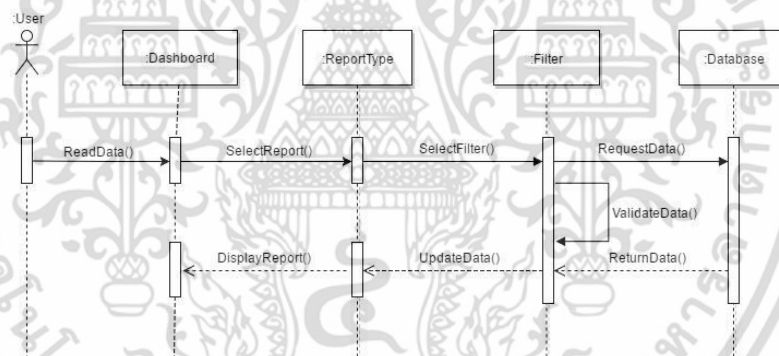 :User
:Dashboard
:ReportType
:Filter
:Database
ReadData()
SelectReport()
SelectFilter()
RequestData()
ValidateData()
DisplayReport()
UpdateData()
ReturnData()